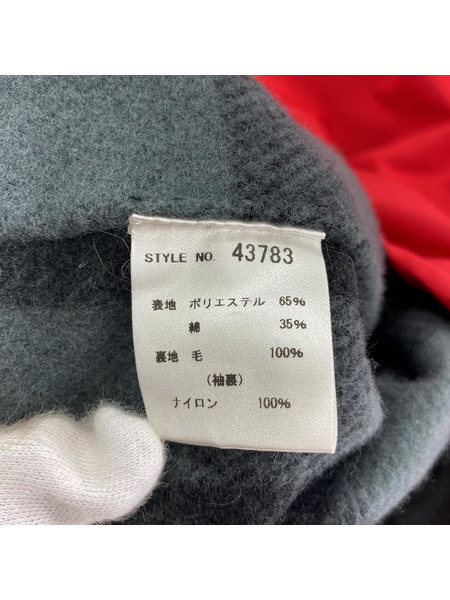 STYLE NO. 43783
表地 ポリエステル 65%
綿 35%
裏地 毛 100%
(袖裏)
ナイロン 100%